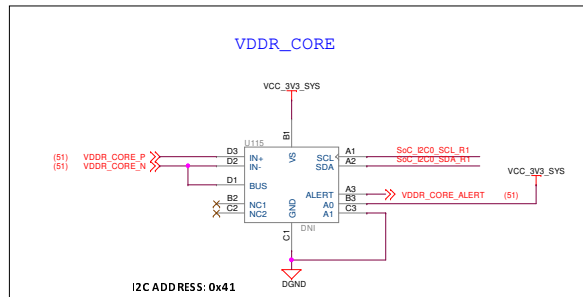 VDDR_CORE
VCC_3V3_SYS
U115
B1
VS
(51) VDDR_CORE_P D3 IN+ SCL A1 SoC_I2C0_SCL_R1
(51) VDDR_CORE_N D2 IN- SDA A2 SoC_I2C0_SDA_R1
VCC_3V3_SYS
D1 BUS
ALERT A3 VDDR_CORE_ALERT (51)
B2 NC1 A0 B3
C2 NC2 GND A1 C3
C1
DNI
DGND
I2C ADDRESS: 0x41